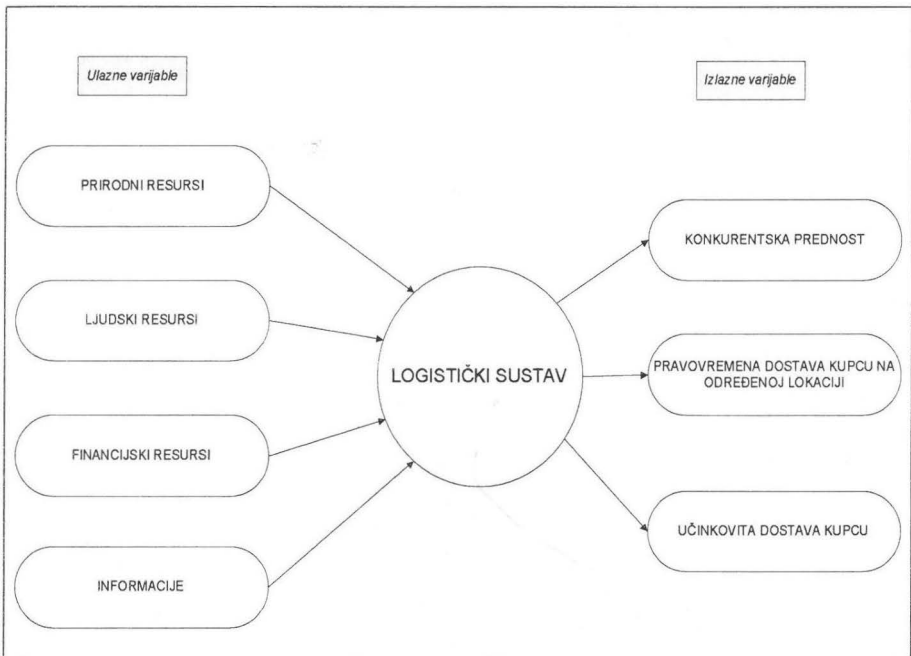 Ulazne varijable
Izlazne varijable
PRIRODNI RESURSI
LJUDSKI RESURSI
FINANCIJSKI RESURSI
INFORMACIJE
LOGISTIČKI SUSTAV
KONKURENTSKA PREDNOST
PRAVOVREMENA DOSTAVA KUPCU NA
ODREĐENOJ LOKACIJI
UČINKOVITA DOSTAVA KUPCU